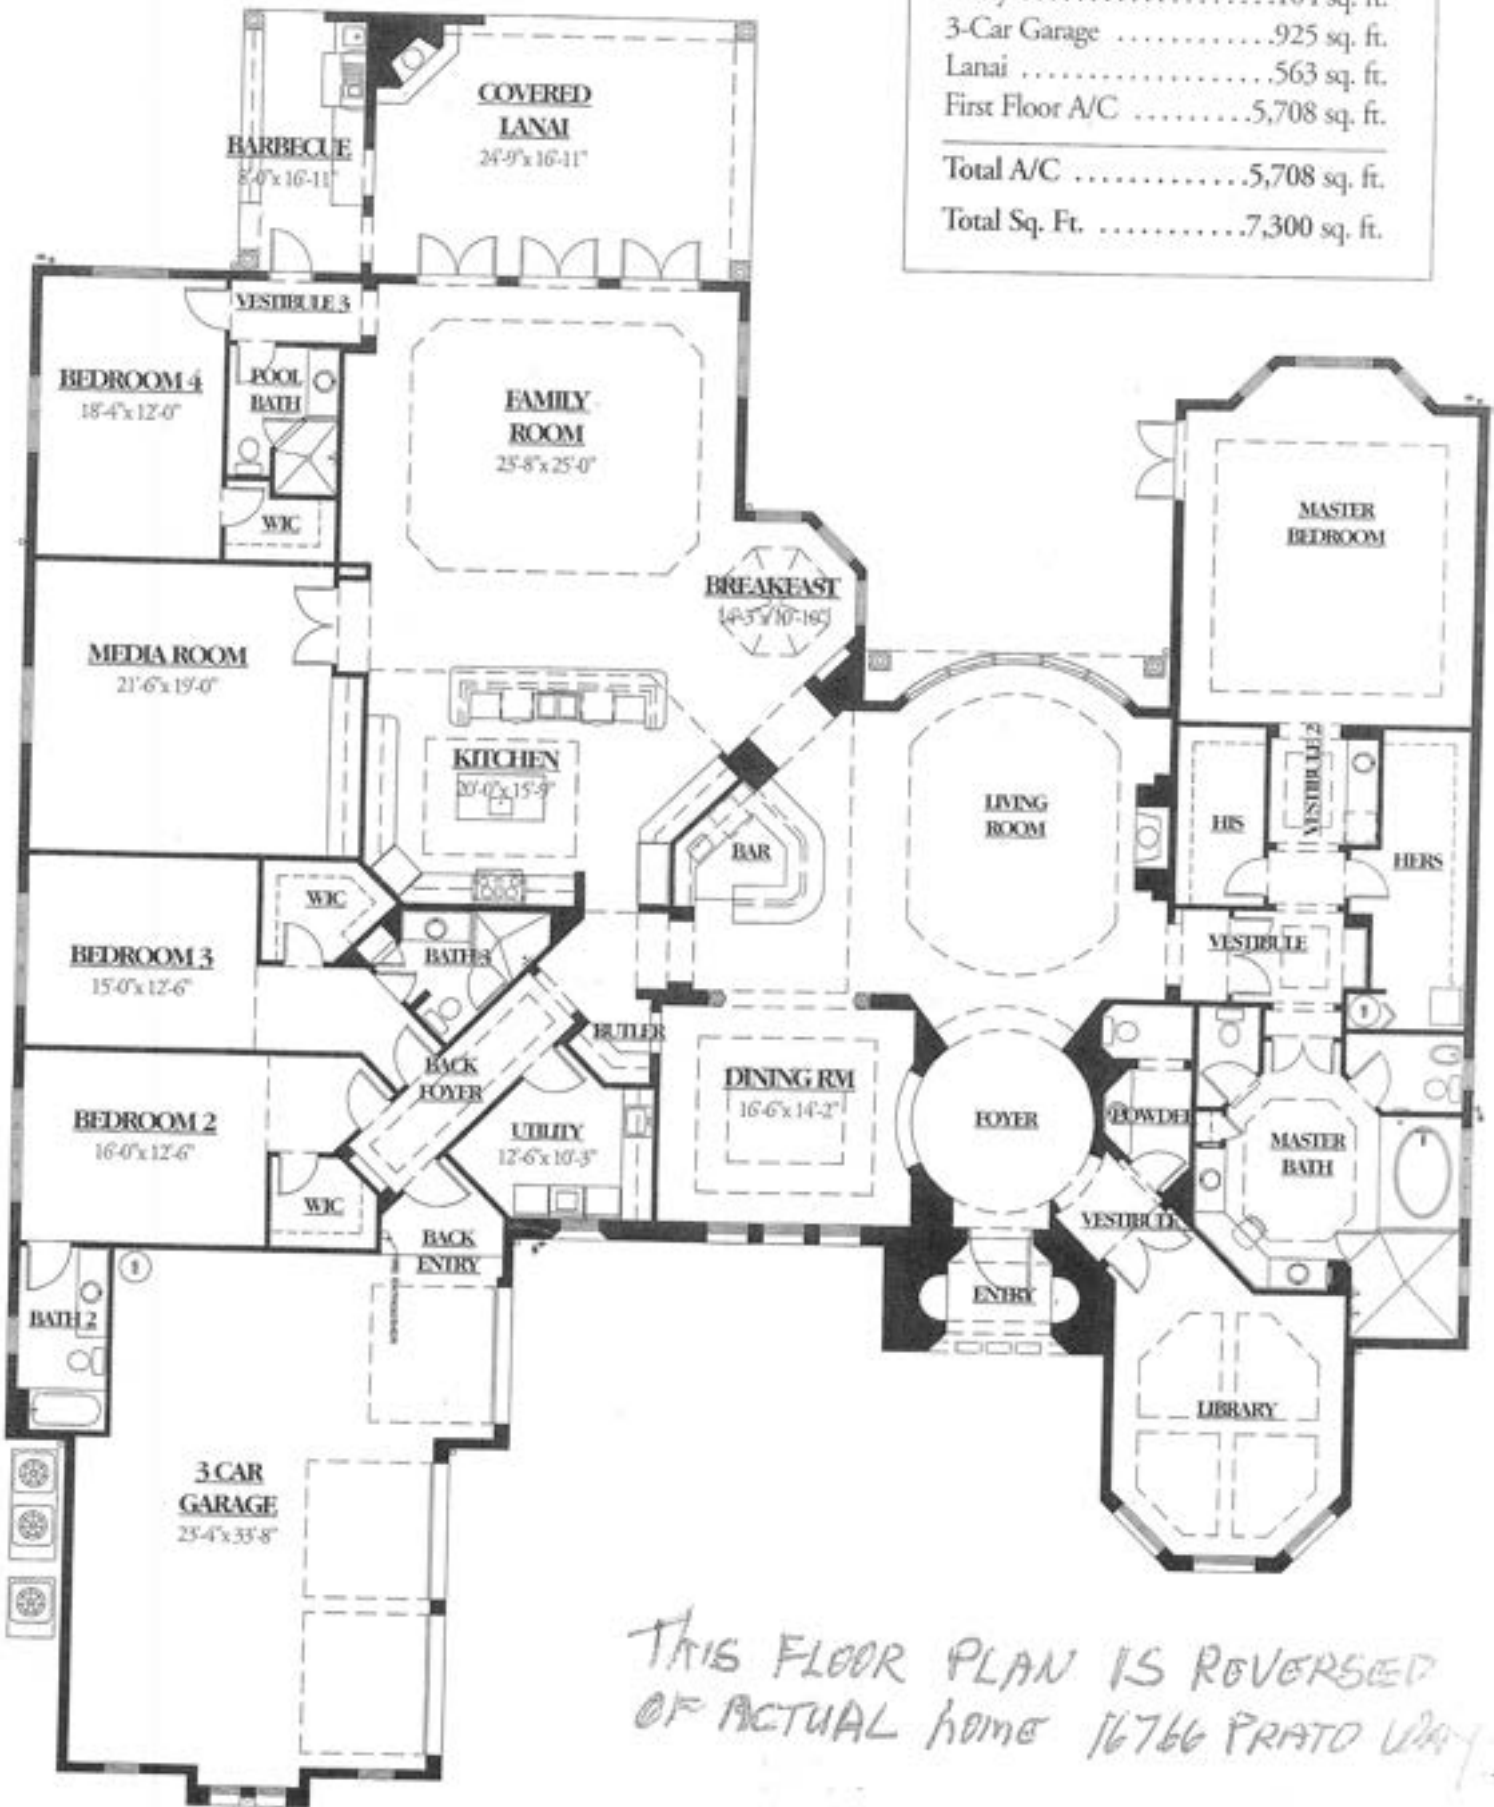 3-Car Garage .............925 sq. ft.
Lanai ....................563 sq. ft.
First Floor A/C .........5,708 sq. ft.
Total A/C ..............5,708 sq. ft.
Total Sq. Ft. ...........7,300 sq. ft.
COVERED
LANAI
24'-9"x 16'-11"
BARBECUE
8'-0"x 16'-11"
VESTIBULE 3
BEDROOM 4
18'-4"x 12'-0"
POOL
BATH
WIC
FAMILY
ROOM
23'-8"x 25'-0"
MASTER
BEDROOM
BREAKFAST
MEDIA ROOM
21'-6"x 19'-0"
KITCHEN
20'-0"x 15'-9"
BAR
LIVING
ROOM
HIS
VESTIBULE 2
HERS
WIC
BEDROOM 3
15'-0"x 12'-6"
BATH 3
VESTIBULE
BUTLER
BACK
FOYER
DINING RM
16'-6"x 14'-2"
FOYER
POWDER
MASTER
BATH
BEDROOM 2
16'-0"x 12'-6"
UTILITY
12'-6"x 10'-3"
WIC
VESTIBULE
BACK
ENTRY
ENTRY
BATH 2
LIBRARY
3 CAR
GARAGE
23'-4"x 33'-8"
THIS FLOOR PLAN IS REVERSED
OF ACTUAL home 16766 PRATO WAY.